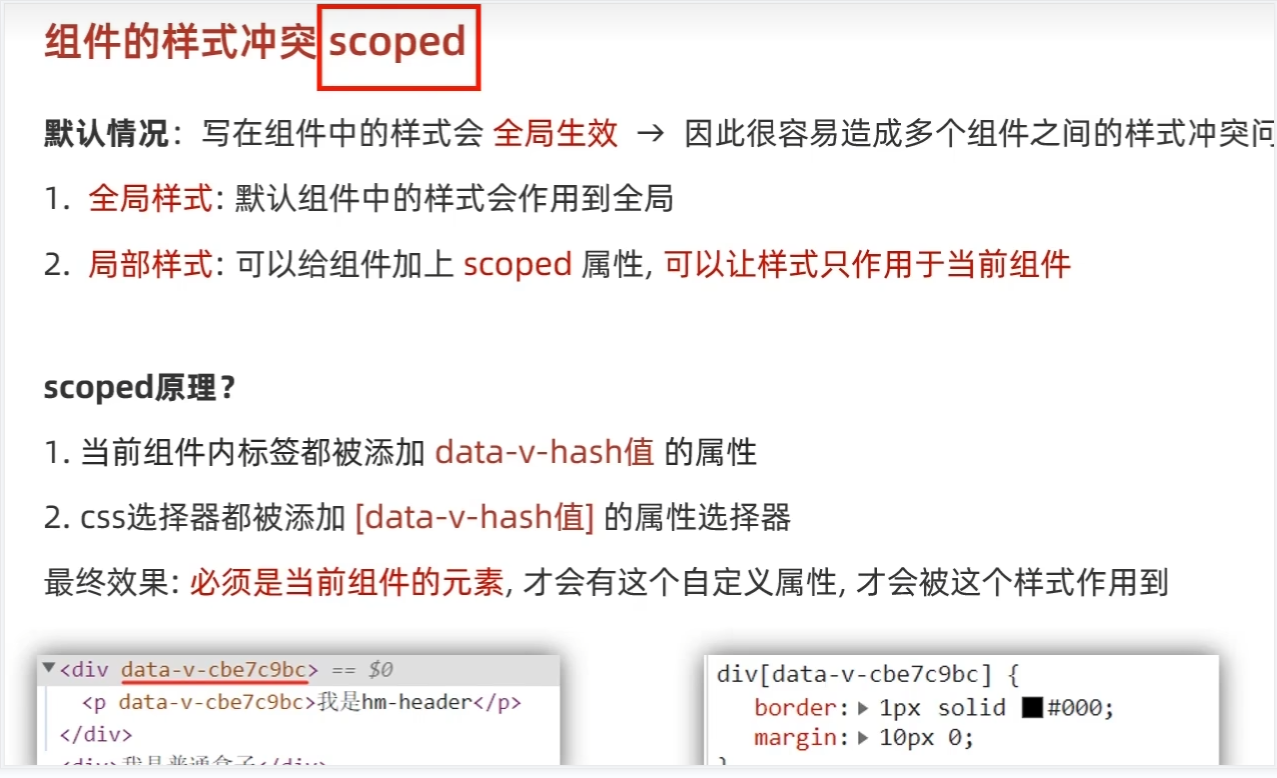 组件的样式冲突 scoped
默认情况：写在组件中的样式会 全局生效 → 因此很容易造成多个组件之间的样式冲突问
1. 全局样式: 默认组件中的样式会作用到全局
2. 局部样式: 可以给组件加上 scoped 属性, 可以让样式只作用于当前组件
scoped原理？
1. 当前组件内标签都被添加 data-v-hash值 的属性
2. css选择器都被添加 [data-v-hash值] 的属性选择器
最终效果: 必须是当前组件的元素, 才会有这个自定义属性, 才会被这个样式作用到
▼<div data-v-cbe7c9bc> == $0
<p data-v-cbe7c9bc>我是hm-header</p>
</div>
<div>我是普通盒子</div>
div[data-v-cbe7c9bc] {
border:▶ 1px solid #000;
margin:▶ 10px 0;
}